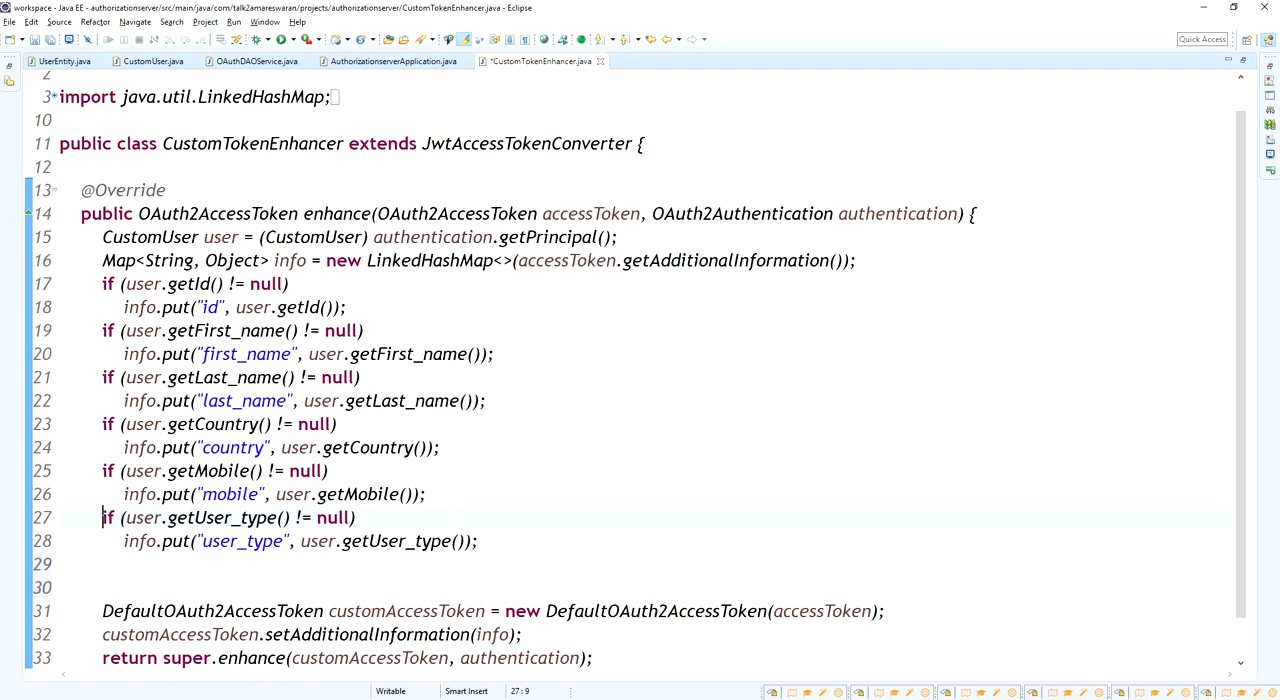 workspace - Java EE - authorizationserver/src/main/java/com/talk2amareswaran/projects/authorizationserver/CustomTokenEnhancer.java - Eclipse
File Edit Source Refactor Navigate Search Project Run Window Help
Quick Access
UserEntity.java CustomUser.java OAuthDAOService.java AuthorizationserverApplication.java *CustomTokenEnhancer.java
2
3 import java.util.LinkedHashMap;
10
11 public class CustomTokenEnhancer extends JwtAccessTokenConverter {
12
13 @Override
14 public OAuth2AccessToken enhance(OAuth2AccessToken accessToken, OAuth2Authentication authentication) {
15 CustomUser user = (CustomUser) authentication.getPrincipal();
16 Map<String, Object> info = new LinkedHashMap<>(accessToken.getAdditionalInformation());
17 if (user.getId() != null)
18 info.put("id", user.getId());
19 if (user.getFirst_name() != null)
20 info.put("first_name", user.getFirst_name());
21 if (user.getLast_name() != null)
22 info.put("last_name", user.getLast_name());
23 if (user.getCountry() != null)
24 info.put("country", user.getCountry());
25 if (user.getMobile() != null)
26 info.put("mobile", user.getMobile());
27 if (user.getUser_type() != null)
28 info.put("user_type", user.getUser_type());
29
30
31 DefaultOAuth2AccessToken customAccessToken = new DefaultOAuth2AccessToken(accessToken);
32 customAccessToken.setAdditionalInformation(info);
33 return super.enhance(customAccessToken, authentication);
Writable Smart Insert 27:9